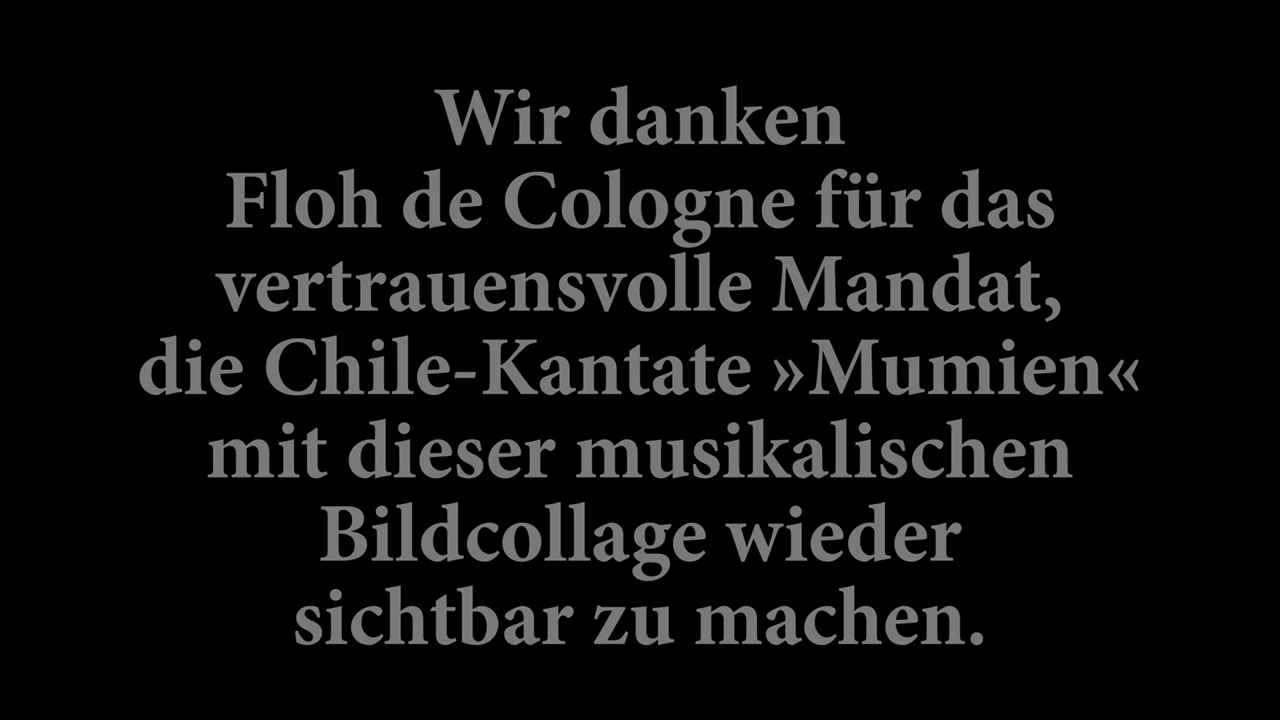 Wir danken
Floh de Cologne für das
vertrauensvolle Mandat,
die Chile-Kantate »Mumien«
mit dieser musikalischen
Bildcollage wieder
sichtbar zu machen.